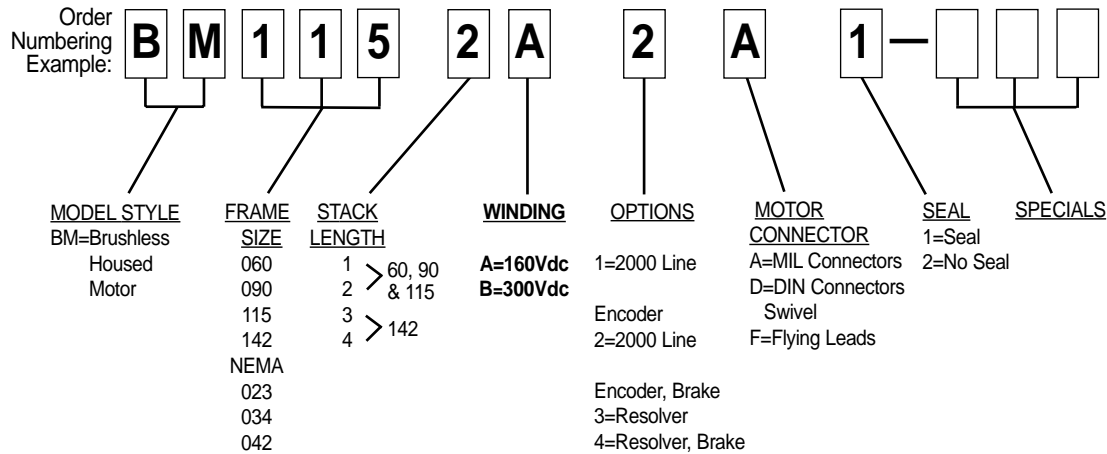 Order
Numbering
Example:
B M 1 1 5 2 A 2 A 1 —
MODEL STYLE
BM=Brushless
Housed
Motor
FRAME
SIZE
060
090
115
142
NEMA
023
034
042
STACK
LENGTH
1
2
60, 90
& 115
3
4
142
WINDING
A=160Vdc
B=300Vdc
OPTIONS
1=2000 Line
Encoder
2=2000 Line
Encoder, Brake
3=Resolver
4=Resolver, Brake
MOTOR
CONNECTOR
A=MIL Connectors
D=DIN Connectors
Swivel
F=Flying Leads
SEAL
1=Seal
2=No Seal
SPECIALS